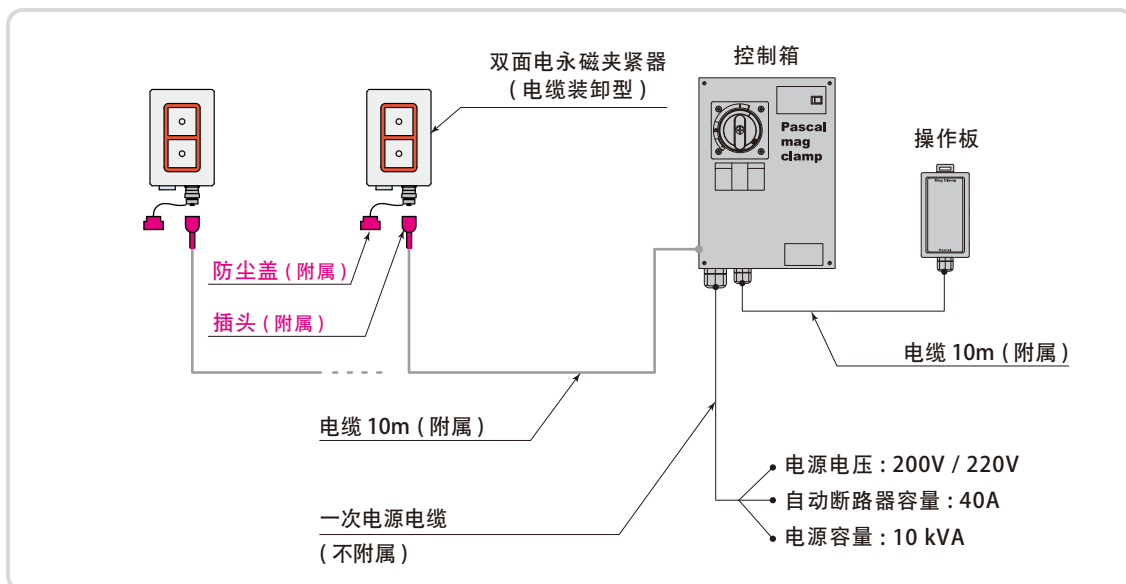 双面电永磁夹紧器
( 电缆装卸型 )
控制箱
Pascal
mag
clamp
操作板
Mag Clamp
Pascal
防尘盖 ( 附属 )
插头 ( 附属 )
电缆 10m ( 附属 )
电缆 10m ( 附属 )
一次电源电缆
( 不附属 )
电源电压 : 200V / 220V
自动断路器容量 : 40A
电源容量 : 10 kVA